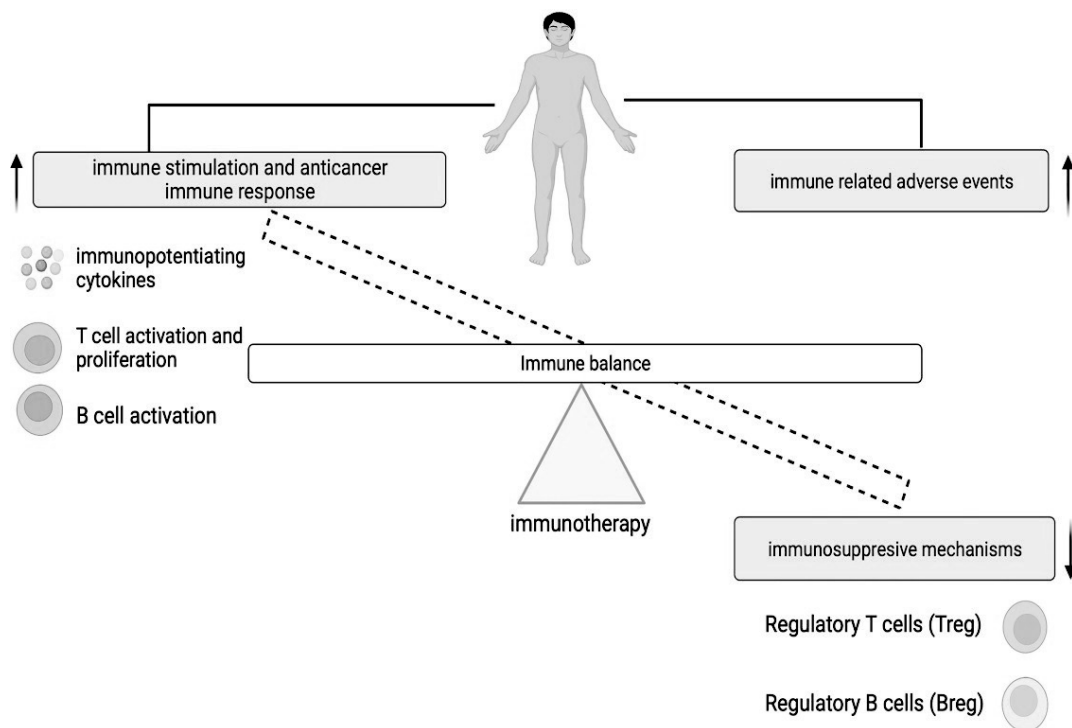 immune stimulation and anticancer
immune response
immune related adverse events
immunopotentiating
cytokines
T cell activation and
proliferation
B cell activation
Immune balance
immunotherapy
immunosuppresive mechanisms
Regulatory T cells (Treg)
Regulatory B cells (Breg)